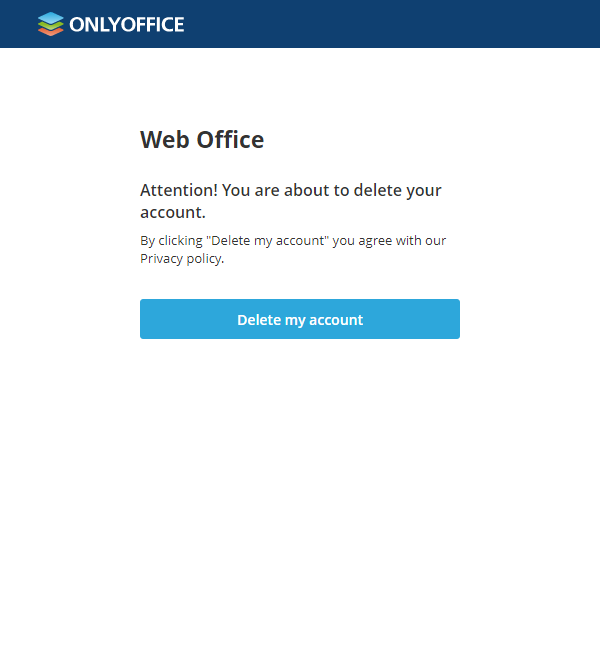 ONLYOFFICE
Web Office
Attention! You are about to delete your
account.
By clicking "Delete my account" you agree with our
Privacy policy.
Delete my account